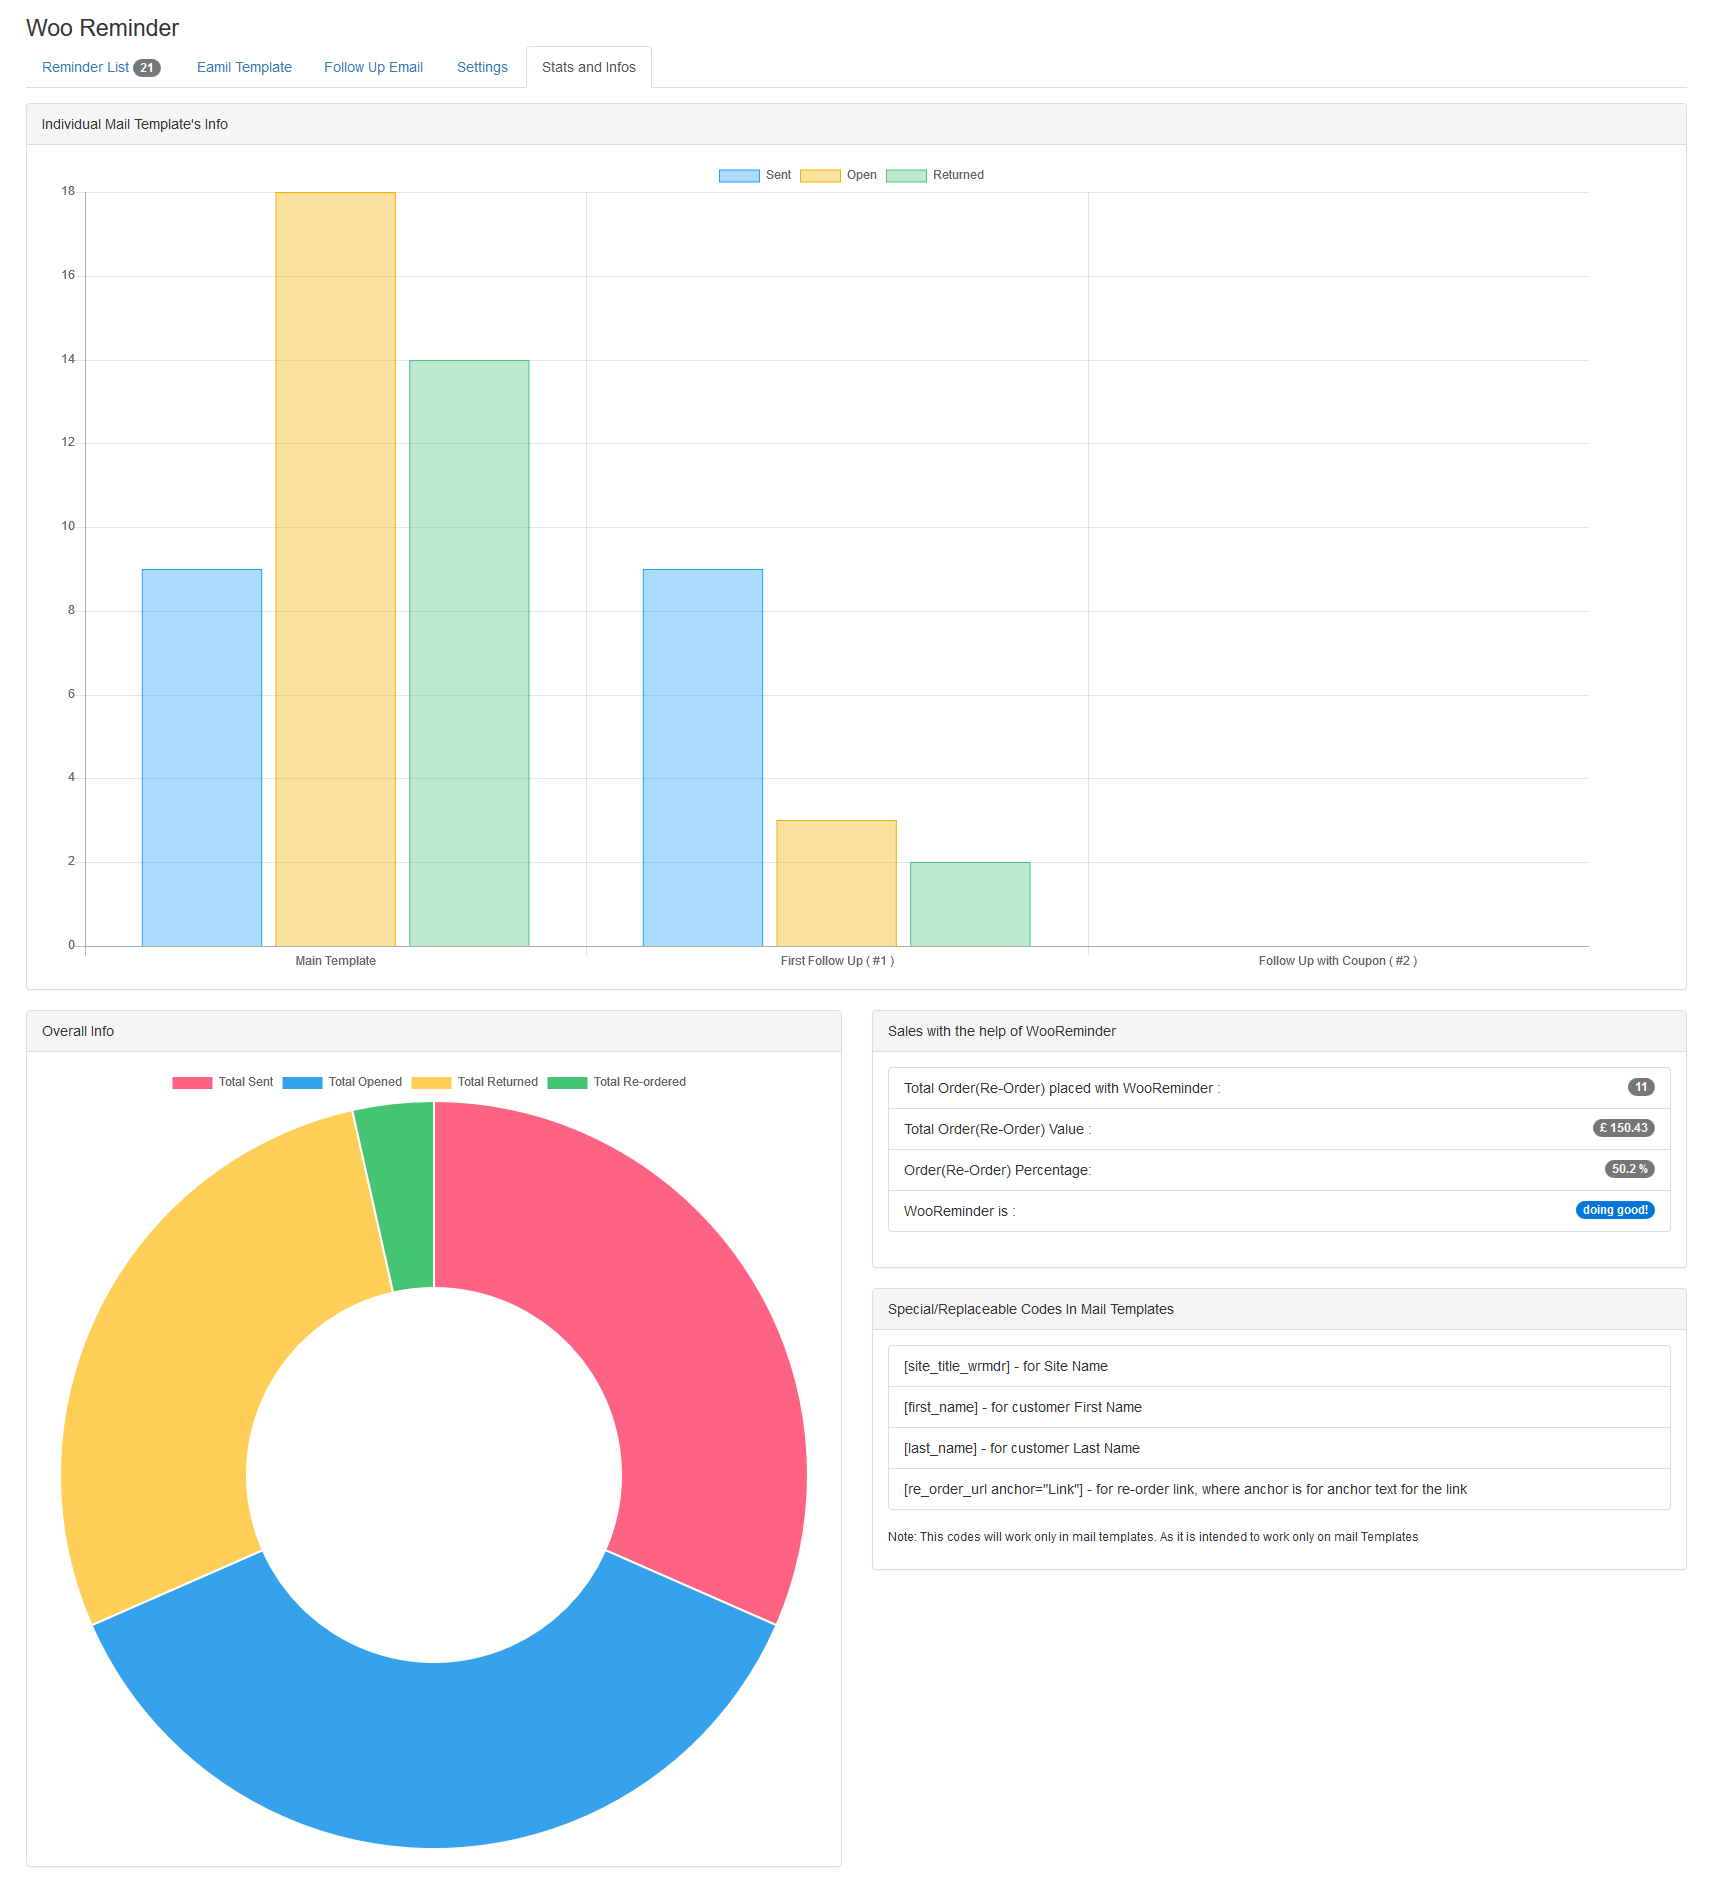 Woo Reminder
Reminder List 21 Eamil Template Follow Up Email Settings Stats and Infos
Individual Mail Template's Info
Sent Open Returned
18
16
14
12
10
8
6
4
2
0
Main Template First Follow Up ( #1 ) Follow Up with Coupon ( #2 )
Overall Info
Total Sent Total Opened Total Returned Total Re-ordered
Sales with the help of WooReminder
Total Order(Re-Order) placed with WooReminder : 11
Total Order(Re-Order) Value : £ 150.43
Order(Re-Order) Percentage: 50.2 %
WooReminder is : doing good!
Special/Replaceable Codes In Mail Templates
[site_title_wrmdr] - for Site Name
[first_name] - for customer First Name
[last_name] - for customer Last Name
[re_order_url anchor="Link"] - for re-order link, where anchor is for anchor text for the link
Note: This codes will work only in mail templates. As it is intended to work only on mail Templates